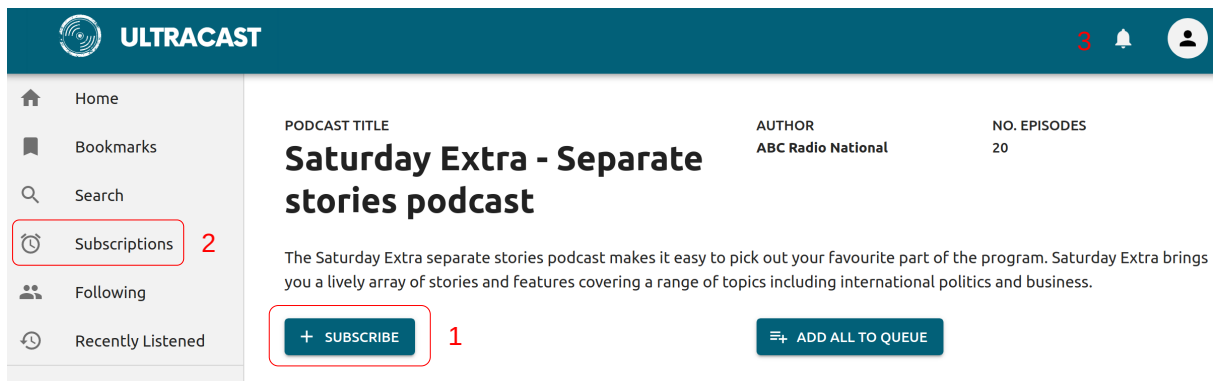 ULTRACAST
3
Home
Bookmarks
Search
Subscriptions
2
Following
Recently Listened
PODCAST TITLE
Saturday Extra - Separate
stories podcast
AUTHOR
ABC Radio National
NO. EPISODES
20
The Saturday Extra separate stories podcast makes it easy to pick out your favourite part of the program. Saturday Extra brings
you a lively array of stories and features covering a range of topics including international politics and business.
+ SUBSCRIBE
1
ADD ALL TO QUEUE